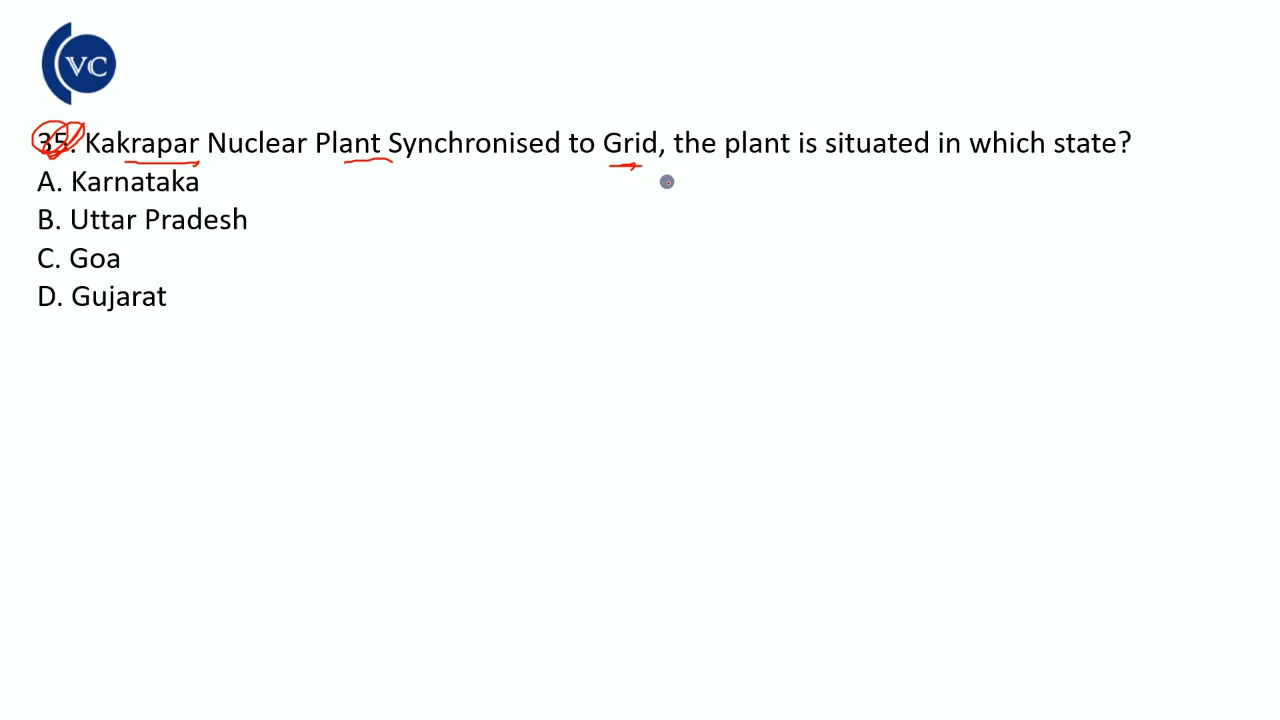 VC
35. Kakrapar Nuclear Plant Synchronised to Grid, the plant is situated in which state?
A. Karnataka
B. Uttar Pradesh
C. Goa
D. Gujarat